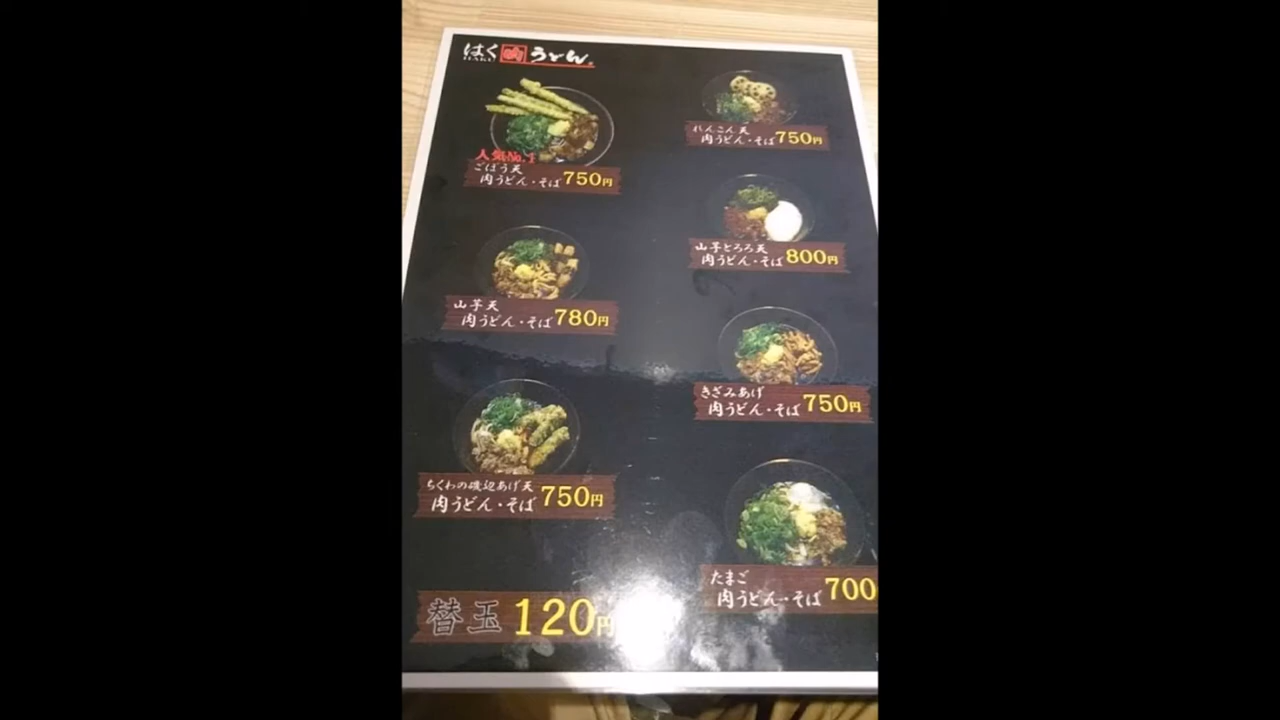 はく 肉 うどん
HAKU
人気No.1
ごぼう天
肉うどん・そば750円
山芋天
肉うどん・そば780円
ちくわの磯辺あげ天
肉うどん・そば750円
替玉 120円
れんこん天
肉うどん・そば750円
山芋とろろ天
肉うどん・そば800円
きざみあげ
肉うどん・そば750円
たまご
肉うどん・そば700